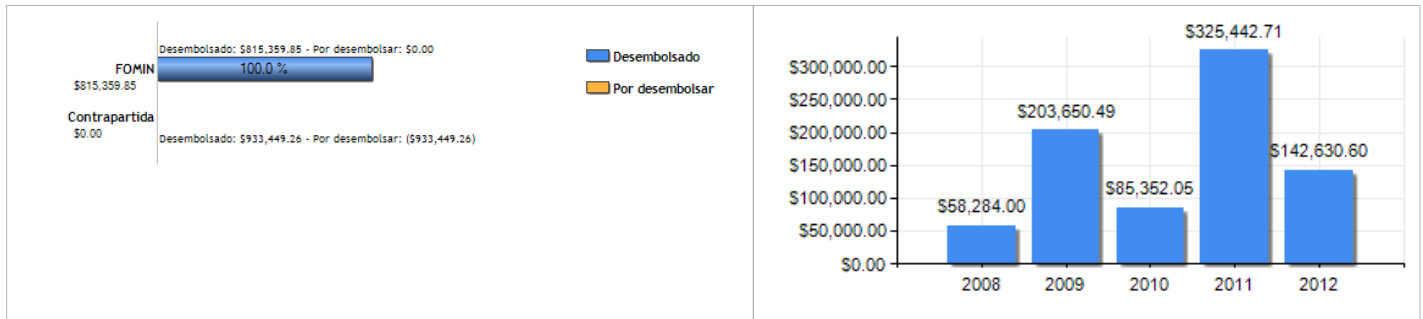 Desembolsado: $815,359.85 - Por desembolsar: $0.00
FOMIN
100.0 %
$815,359.85
Contrapartida
$0.00
Desembolsado: $933,449.26 - Por desembolsar: ($933,449.26)
Desembolsado
Por desembolsar
$325,442.71
$300,000.00
$250,000.00
$203,650.49
$200,000.00
$150,000.00
$142,630.60
$100,000.00
$85,352.05
$58,284.00
$50,000.00
$0.00
2008 2009 2010 2011 2012